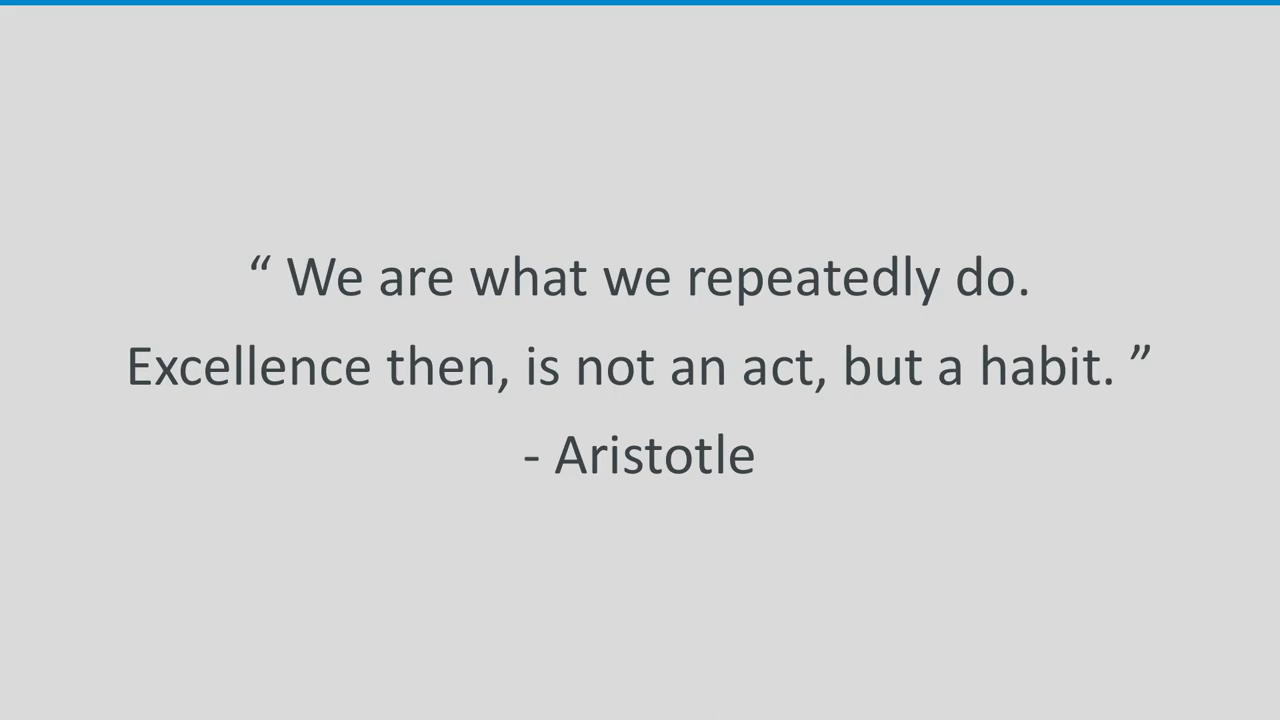 “ We are what we repeatedly do.
Excellence then, is not an act, but a habit. ”
- Aristotle